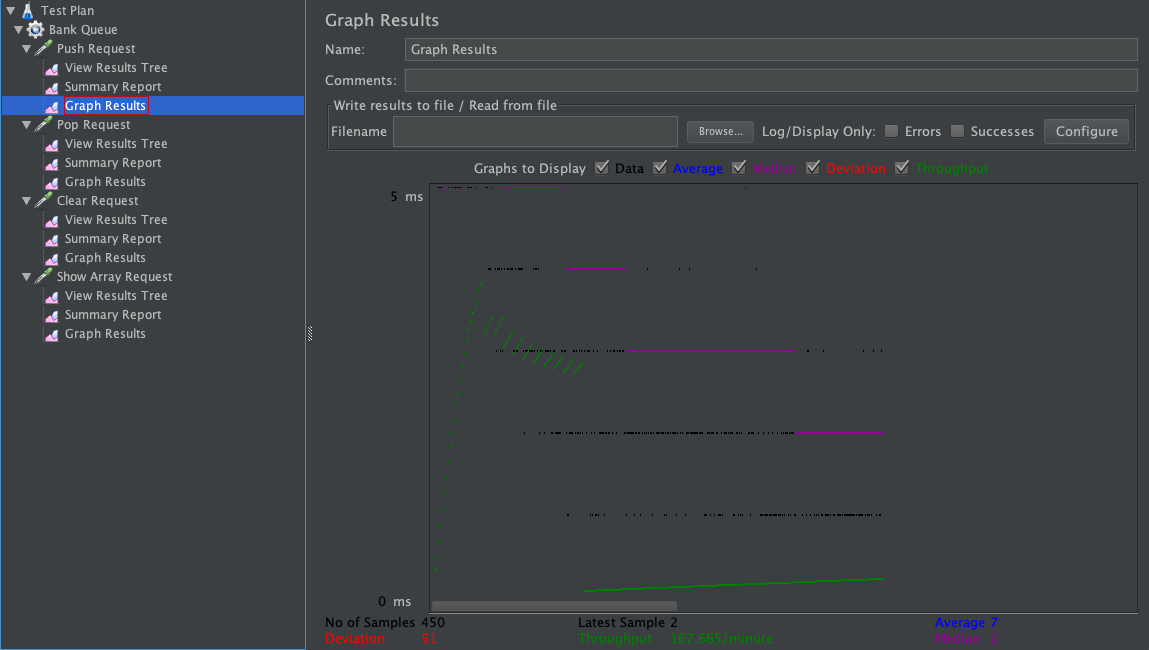 Test Plan
Bank Queue
Push Request
View Results Tree
Summary Report
Graph Results
Pop Request
View Results Tree
Summary Report
Graph Results
Clear Request
View Results Tree
Summary Report
Graph Results
Show Array Request
View Results Tree
Summary Report
Graph Results
Graph Results
Name: Graph Results
Comments:
Write results to file / Read from file
Filename Browse... Log/Display Only: Errors Successes Configure
Graphs to Display Data Average Median Deviation Throughput
5 ms
0 ms
No of Samples 450 Latest Sample 2 Average 7
Deviation 51 Throughput 167.665/minute Median 2